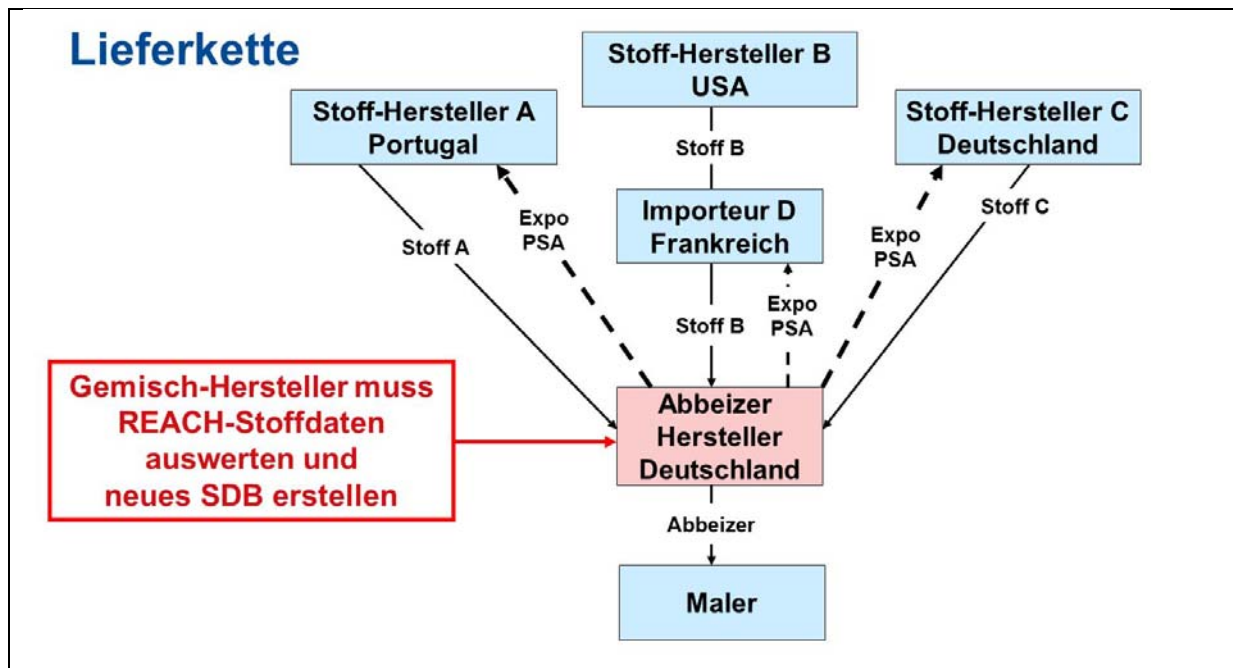 Lieferkette
Stoff-Hersteller B
USA
Stoff-Hersteller A
Portugal
Stoff-Hersteller C
Deutschland
Stoff B
Importeur D
Frankreich
Expo
PSA
Stoff A
Expo
PSA
Stoff C
Stoff B
Expo
PSA
Gemisch-Hersteller muss
REACH-Stoffdaten
auswerten und
neues SDB erstellen
Abbeizer
Hersteller
Deutschland
Abbeizer
Maler